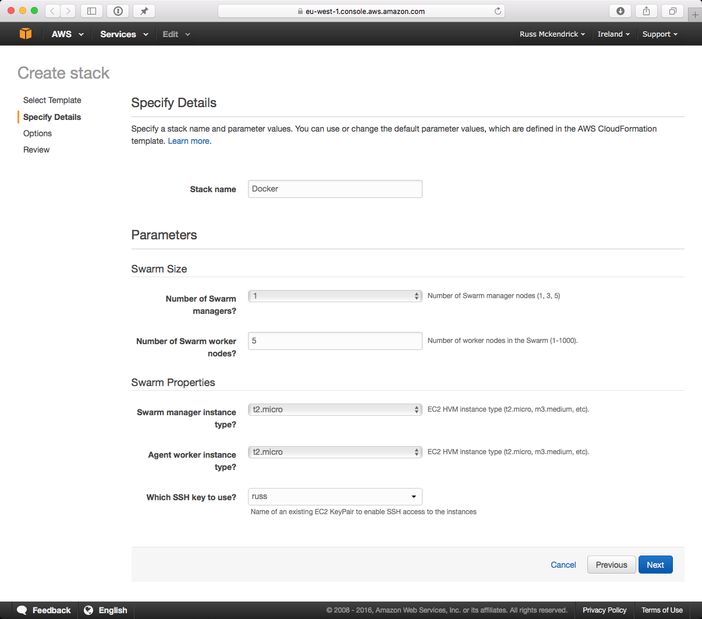 eu-west-1.console.aws.amazon.com
AWS Services Edit Russ Mckendrick Ireland Support
Create stack
Select Template
Specify Details
Options
Review
Specify Details
Specify a stack name and parameter values. You can use or change the default parameter values, which are defined in the AWS CloudFormation
template. Learn more.
Stack name Docker
Parameters
Swarm Size
Number of Swarm
managers?
1 Number of Swarm manager nodes (1, 3, 5)
Number of Swarm worker
nodes?
5 Number of worker nodes in the Swarm (1-1000).
Swarm Properties
Swarm manager instance
type?
t2.micro EC2 HVM instance type (t2.micro, m3.medium, etc).
Agent worker instance
type?
t2.micro EC2 HVM instance type (t2.micro, m3.medium, etc).
Which SSH key to use? russ
Name of an existing EC2 KeyPair to enable SSH access to the instances
Cancel Previous Next
Feedback English © 2008 - 2016, Amazon Web Services, Inc. or its affiliates. All rights reserved. Privacy Policy Terms of Use